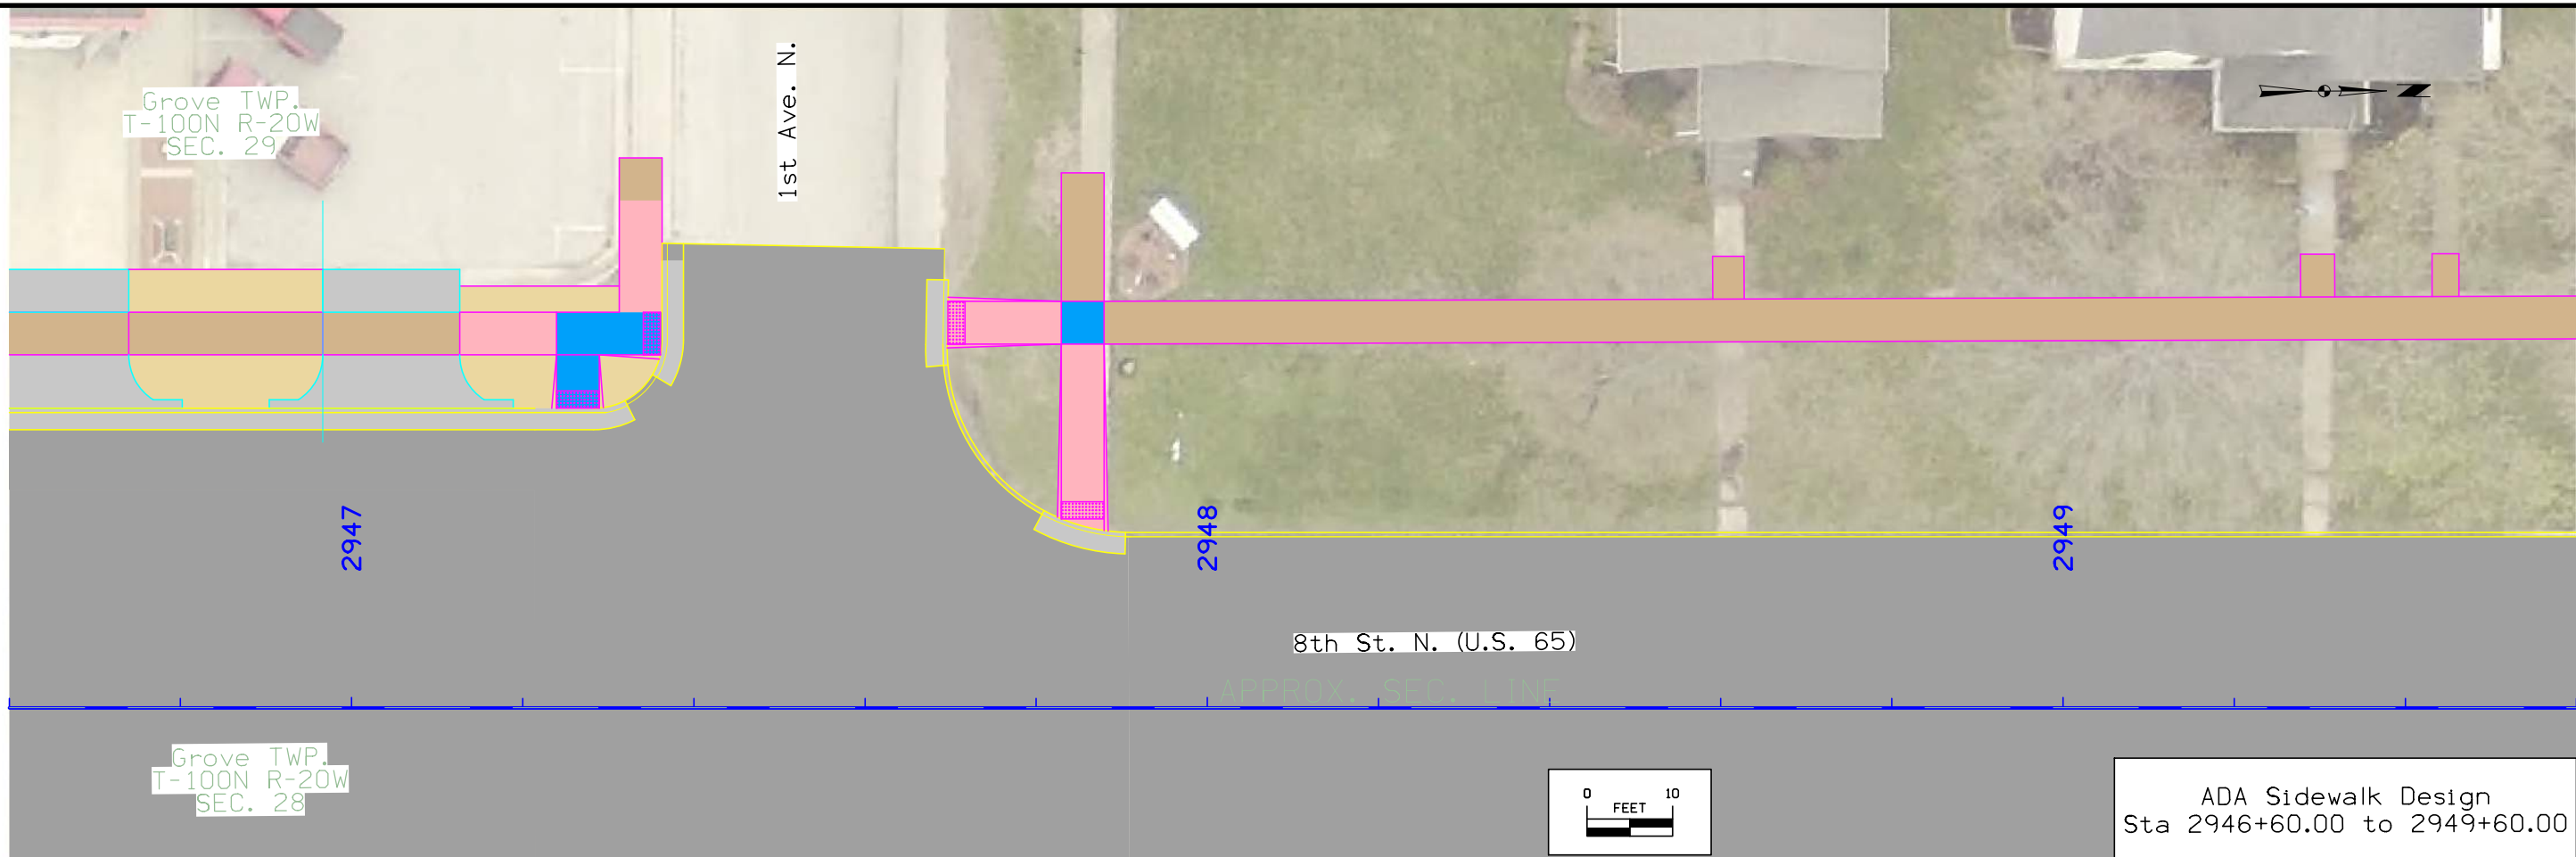 Grove TWP.
T-100N R-20W
SEC. 29
1st Ave. N.
N
2947
2948
2949
8th St. N. (U.S. 65)
APPROX. SEC. LINE
Grove TWP.
T-100N R-20W
SEC. 28
0 10
FEET
ADA Sidewalk Design
Sta 2946+60.00 to 2949+60.00